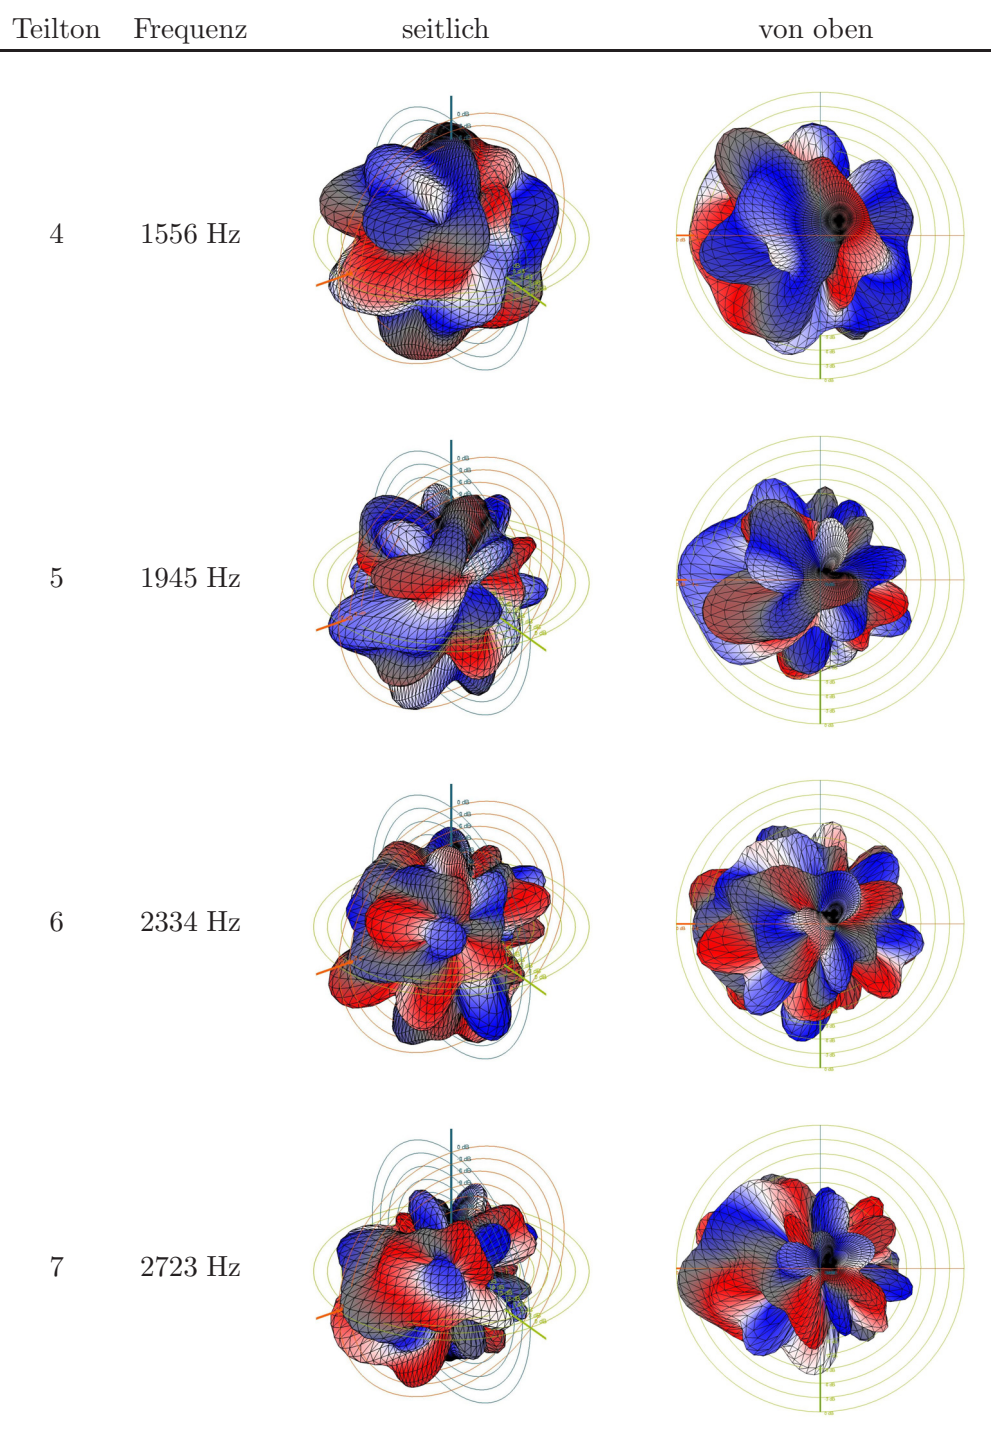 Teilton Frequenz seitlich von oben
4 1556 Hz
5 1945 Hz
6 2334 Hz
7 2723 Hz